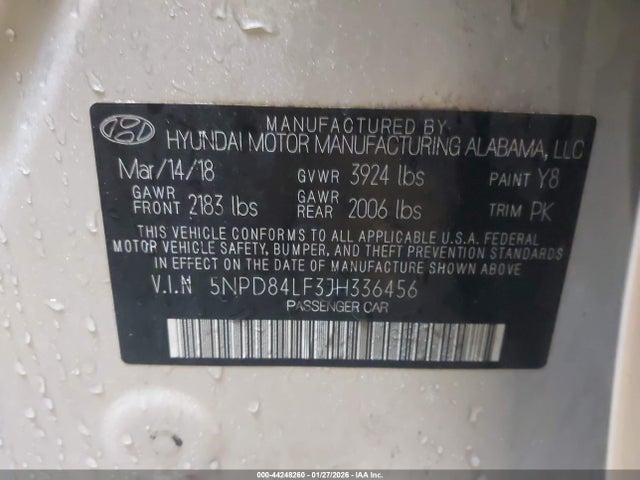 MANUFACTURED BY
HYUNDAI MOTOR MANUFACTURING ALABAMA, LLC
Mar/14/18 GVWR 3924 lbs PAINT Y8
GAWR FRONT 2183 lbs GAWR REAR 2006 lbs TRIM PK
THIS VEHICLE CONFORMS TO ALL APPLICABLE U.S.A. FEDERAL
MOTOR VEHICLE SAFETY, BUMPER, AND THEFT PREVENTION STANDARDS
IN EFFECT ON THE DATE OF MANUFACTURE SHOWN ABOVE.
V.I.N 5NPD84LF3JH336456
PASSENGER CAR
000-44248260 - 01/27/2026 - IAA Inc.